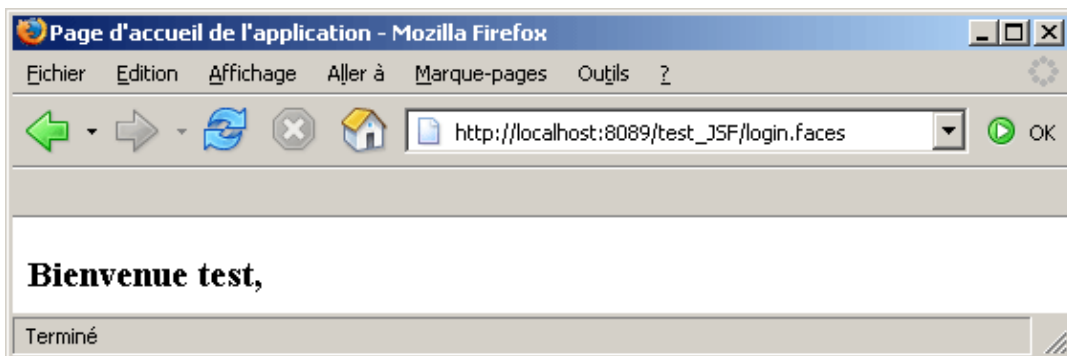 Page d'accueil de l'application - Mozilla Firefox
Fichier Edition Affichage Aller à Marque-pages Outils ?
http://localhost:8089/test_JSF/login.faces OK
Bienvenue test,
Terminé